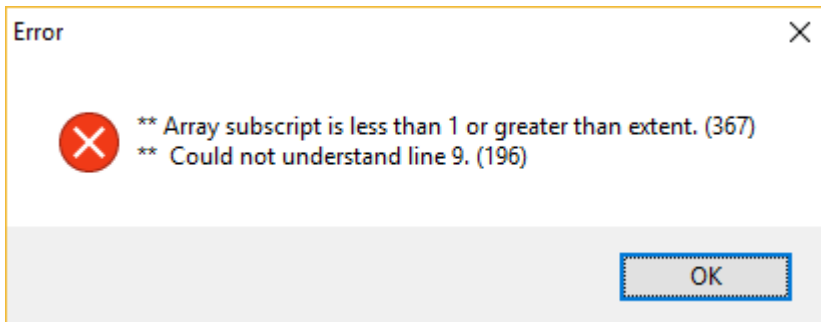 Error
** Array subscript is less than 1 or greater than extent. (367)
**  Could not understand line 9. (196)
OK